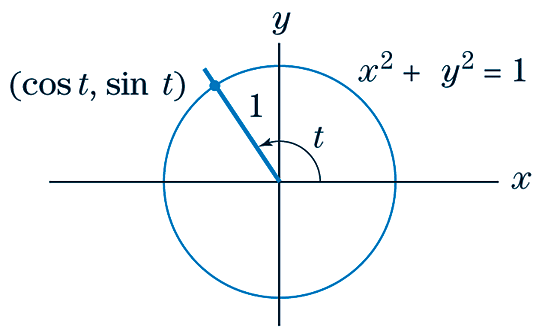 y
x² + y² = 1
(cos t, sin t)
1
t
x